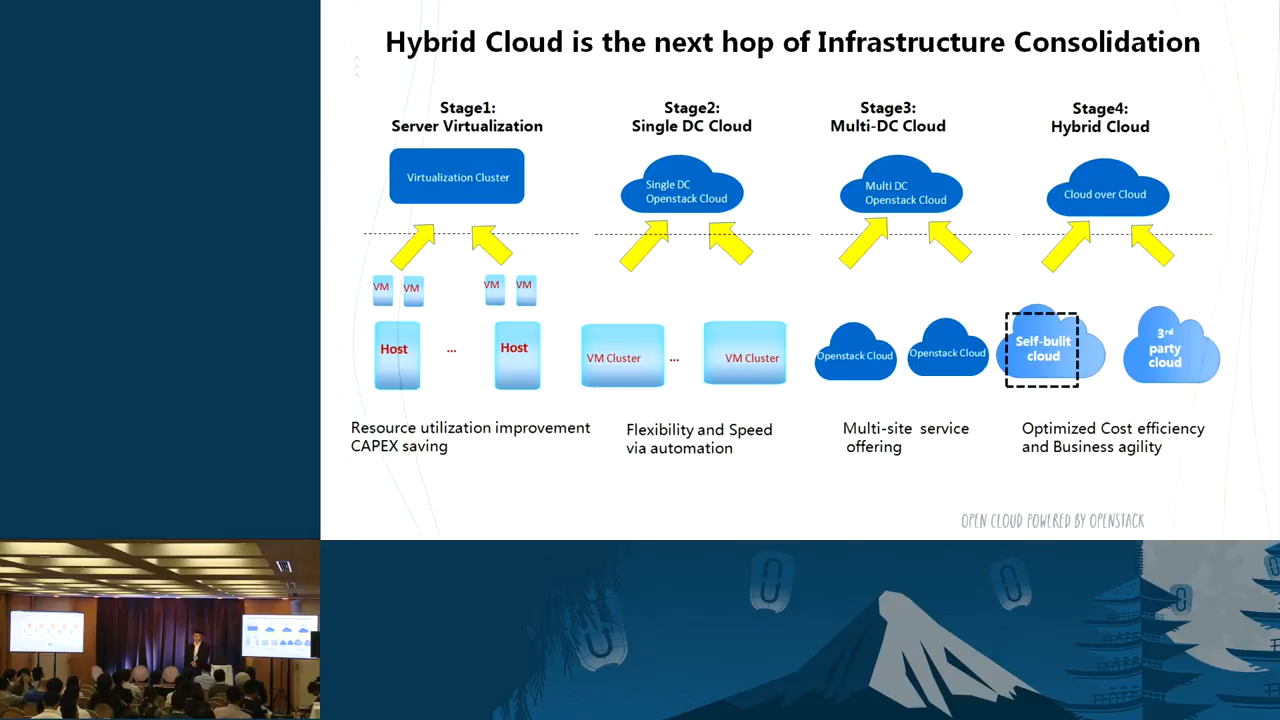 Hybrid Cloud is the next hop of Infrastructure Consolidation
Stage1:
Server Virtualization
Virtualization Cluster
VM
VM
VM
VM
Host
...
Host
Resource utilization improvement
CAPEX saving
Stage2:
Single DC Cloud
Single DC
Openstack Cloud
VM Cluster
...
VM Cluster
Flexibility and Speed
via automation
Stage3:
Multi-DC Cloud
Multi DC
Openstack Cloud
Openstack Cloud
Openstack Cloud
Multi-site service
offering
Stage4:
Hybrid Cloud
Cloud over Cloud
Self-bulit
cloud
3rd
party
cloud
Optimized Cost efficiency
and Business agility
OPEN CLOUD POWERED BY OPENSTACK